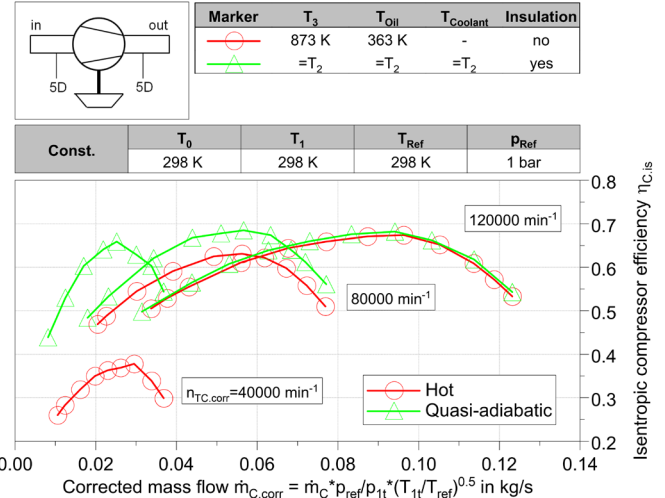 in
out
5D
5D
Marker T3 TOil TCoolant Insulation
873 K 363 K - no
=T2 =T2 =T2 yes
Const. T0 T1 TRef pRef
298 K 298 K 298 K 1 bar
0.8
0.7
0.6
0.5
0.4
0.3
0.2
Isentropic compressor efficiency ηC,is
120000 min-1
80000 min-1
nTC.corr=40000 min-1
Hot
Quasi-adiabatic
0.00 0.02 0.04 0.06 0.08 0.10 0.12 0.14
Corrected mass flow ṁC,corr = ṁC*pref/p1t*(T1t/Tref)0.5 in kg/s